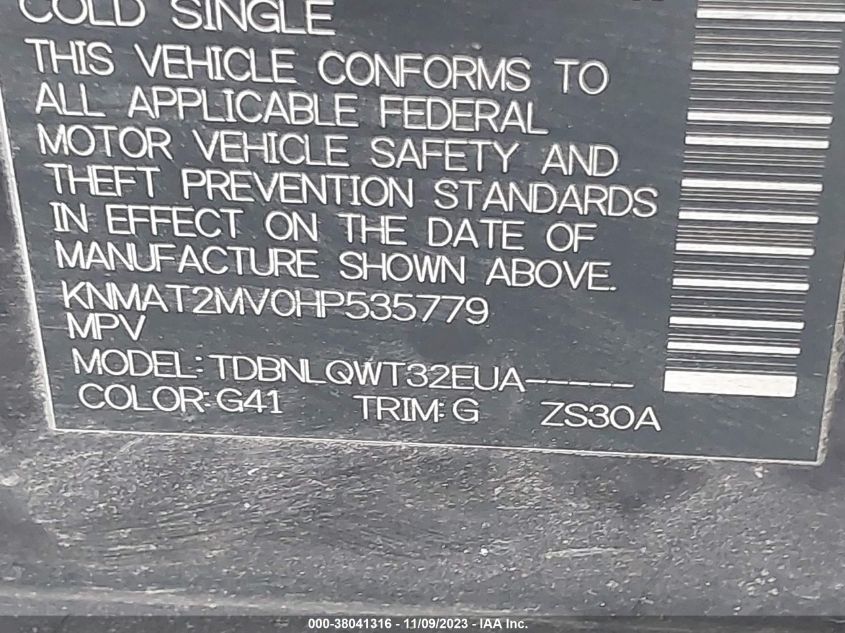 COLD SINGLE
THIS VEHICLE CONFORMS TO
ALL APPLICABLE FEDERAL
MOTOR VEHICLE SAFETY AND
THEFT PREVENTION STANDARDS
IN EFFECT ON THE DATE OF
MANUFACTURE SHOWN ABOVE.
KNMAT2MV0HP535779
MPV
MODEL: TDBNLQWT32EUA-----
COLOR: G41 TRIM: G ZS30A
000-38041316 - 11/09/2023 - IAA Inc.